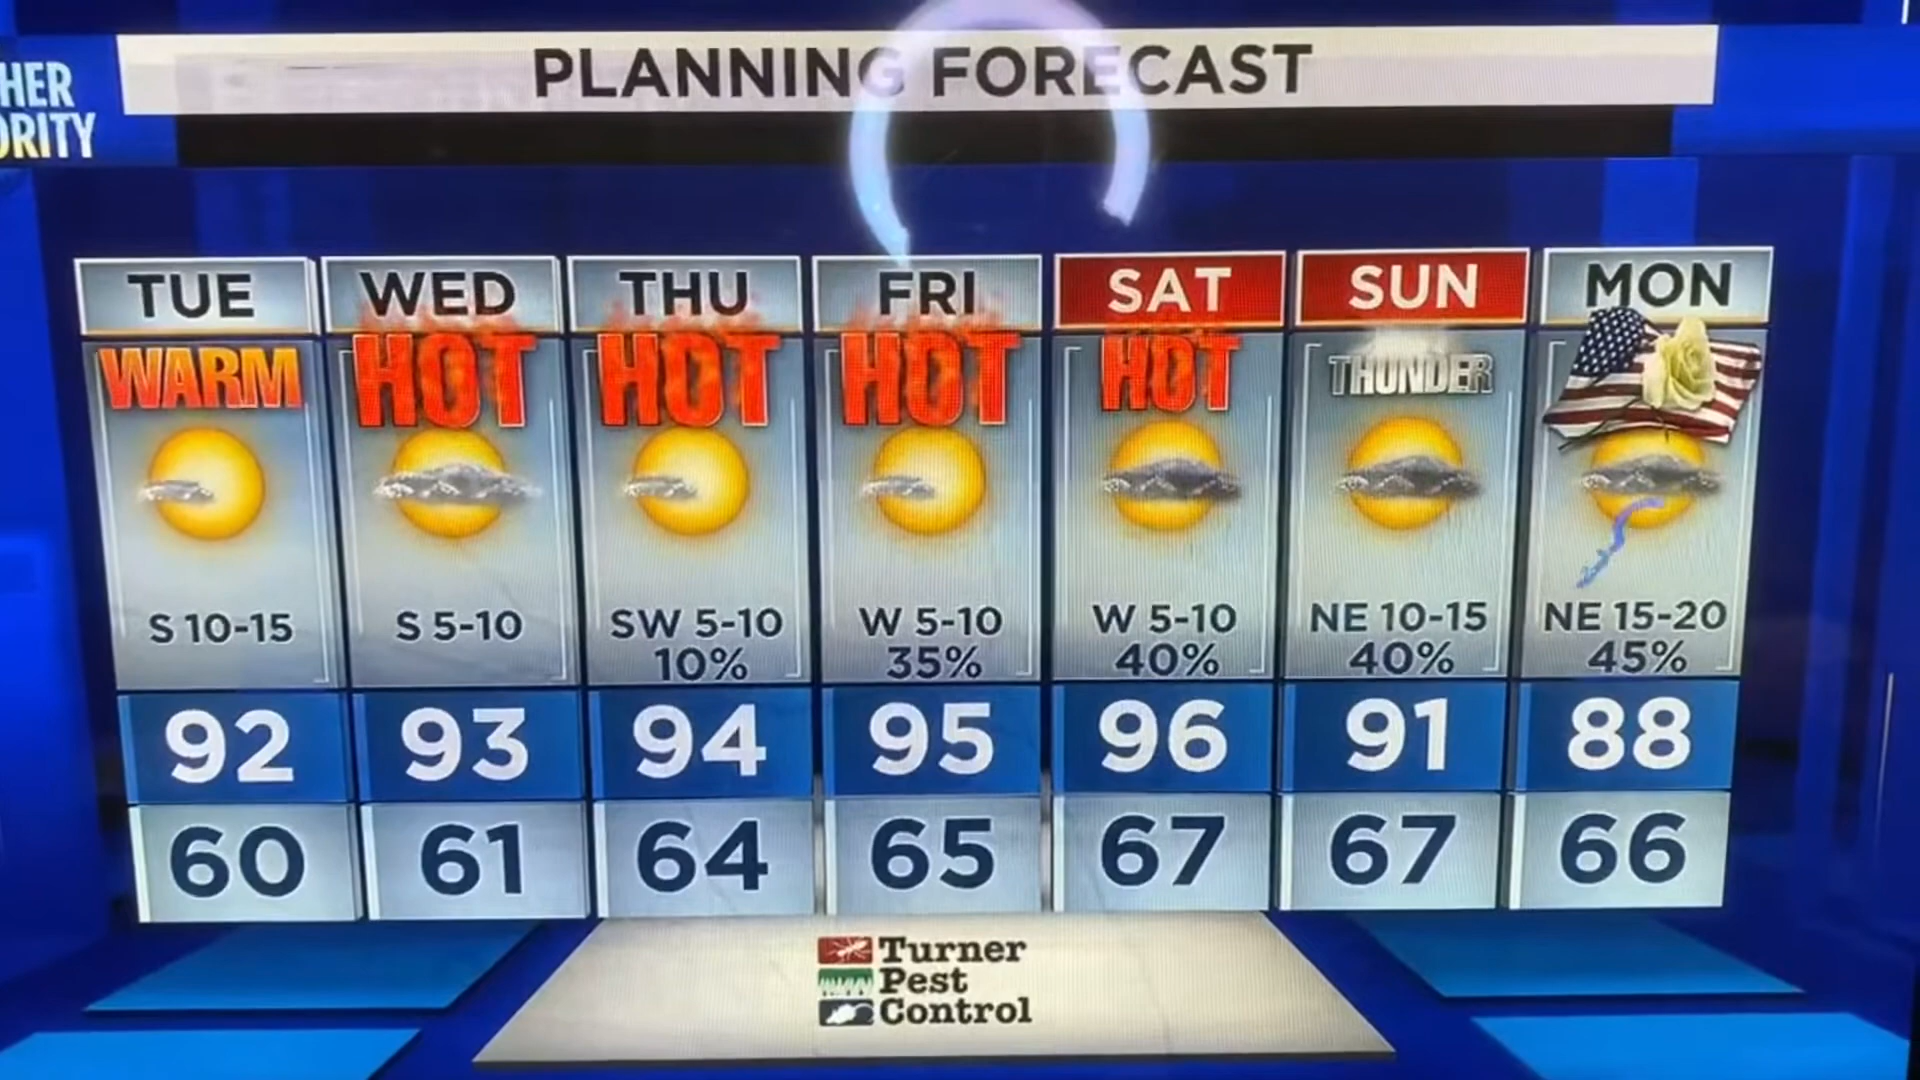 HER
ORITY
PLANNING FORECAST
TUE WED THU FRI SAT SUN MON
WARM HOT HOT HOT HOT THUNDER
S 10-15 S 5-10 SW 5-10 W 5-10 W 5-10 NE 10-15 NE 15-20
10% 35% 40% 40% 45%
92 93 94 95 96 91 88
60 61 64 65 67 67 66
Turner
Pest
Control